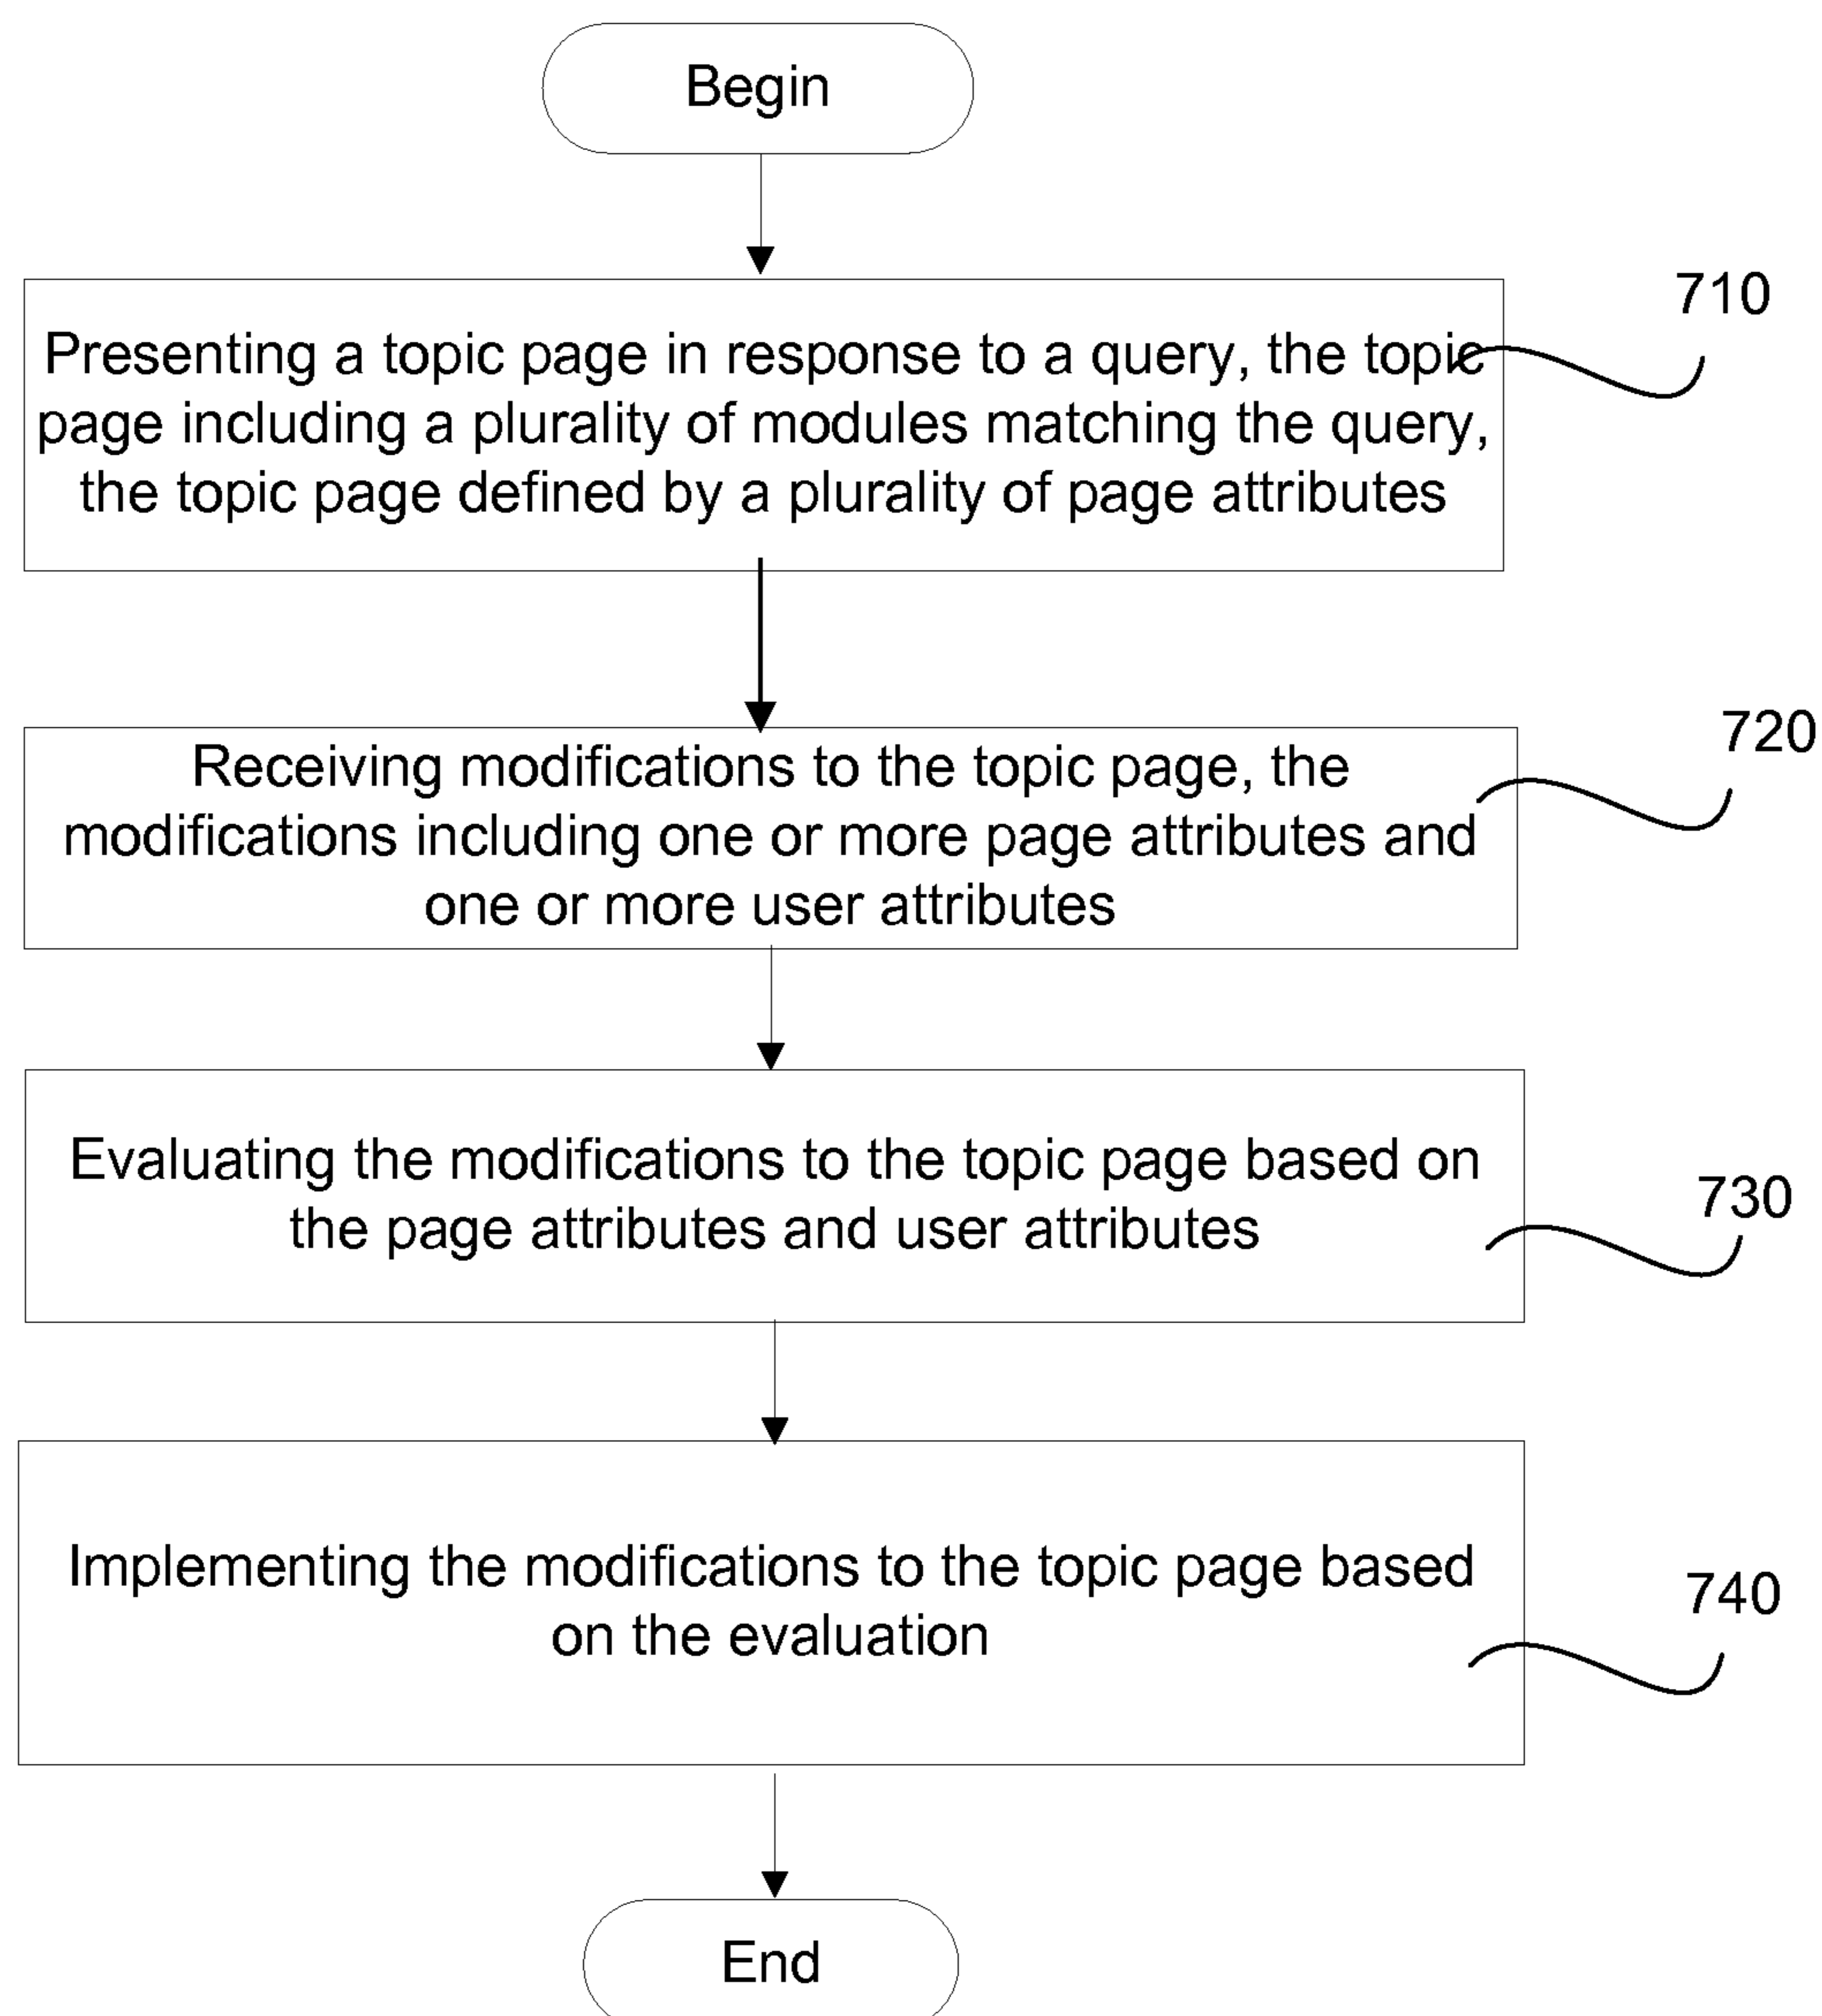 Begin
710
Presenting a topic page in response to a query, the topic
page including a plurality of modules matching the query,
the topic page defined by a plurality of page attributes
720
Receiving modifications to the topic page, the
modifications including one or more page attributes and
one or more user attributes
730
Evaluating the modifications to the topic page based on
the page attributes and user attributes
740
Implementing the modifications to the topic page based
on the evaluation
End